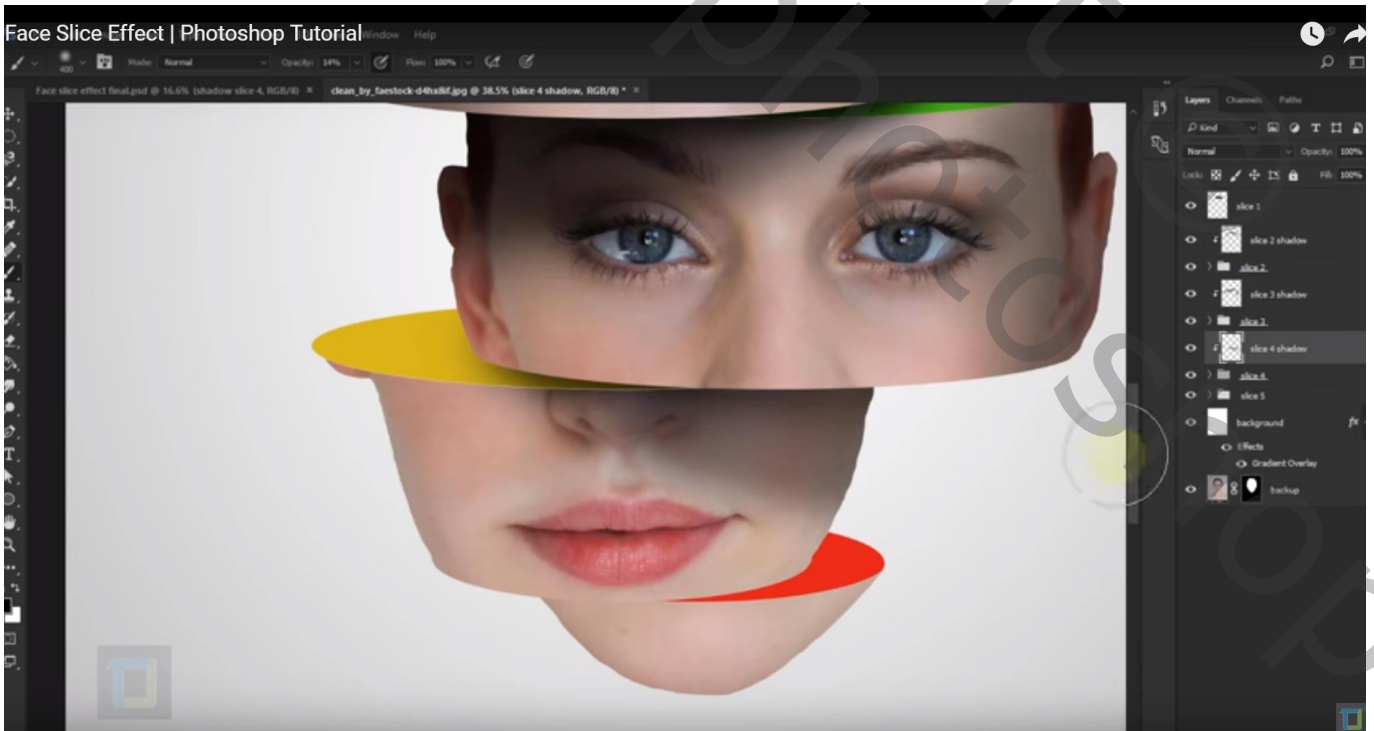 Face Slice Effect | Photoshop Tutorial
Window Help
400 Mode: Normal Opacity: 14% Flow: 100%
Face slice effect final.psd @ 16.6% (shadow slice 4, RGB/8) × clean_by_faestock-d4hx8if.jpg @ 38.5% (slice 4 shadow, RGB/8) * ×
Layers Channels Paths
Kind
Normal Opacity: 100%
Lock: Fill: 100%
slice 1
slice 2 shadow
slice 2
slice 3 shadow
slice 3
slice 4 shadow
slice 4
slice 5
background fx
Effects
Gradient Overlay
backup